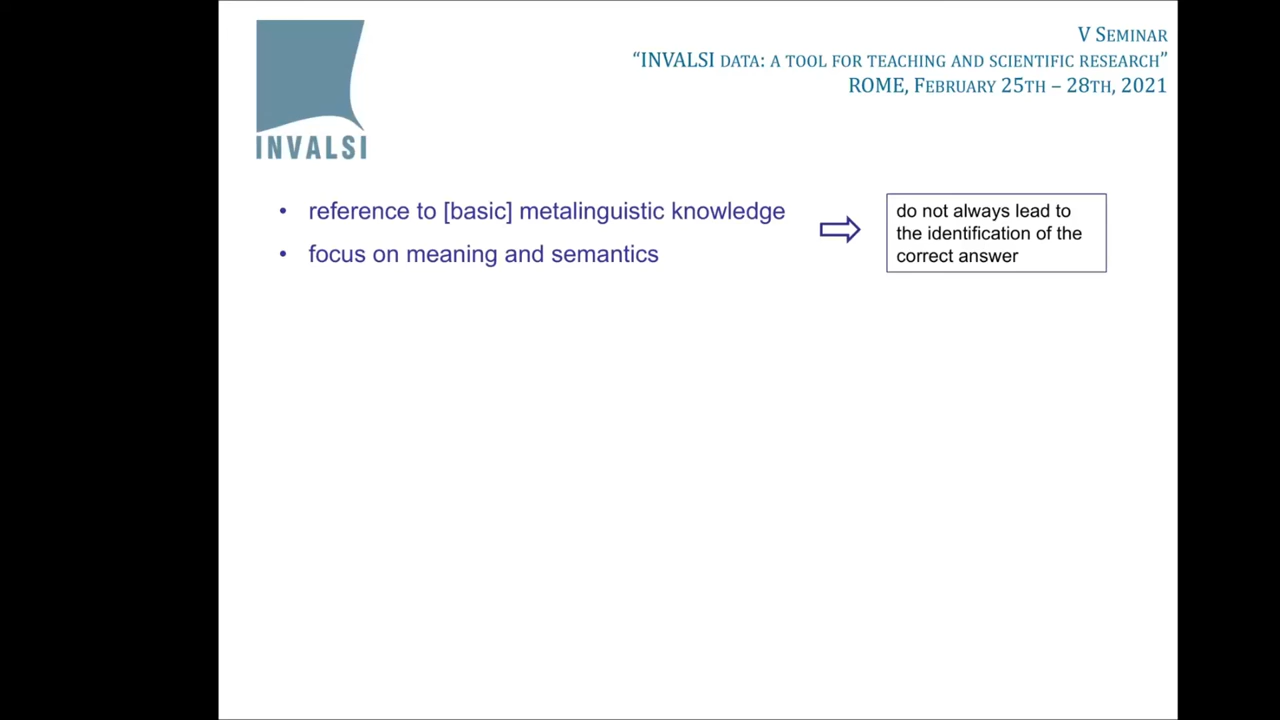 V SEMINAR
“INVALSI DATA: A TOOL FOR TEACHING AND SCIENTIFIC RESEARCH”
ROME, FEBRUARY 25TH – 28TH, 2021
INVALSI
• reference to [basic] metalinguistic knowledge
• focus on meaning and semantics
do not always lead to
the identification of the
correct answer